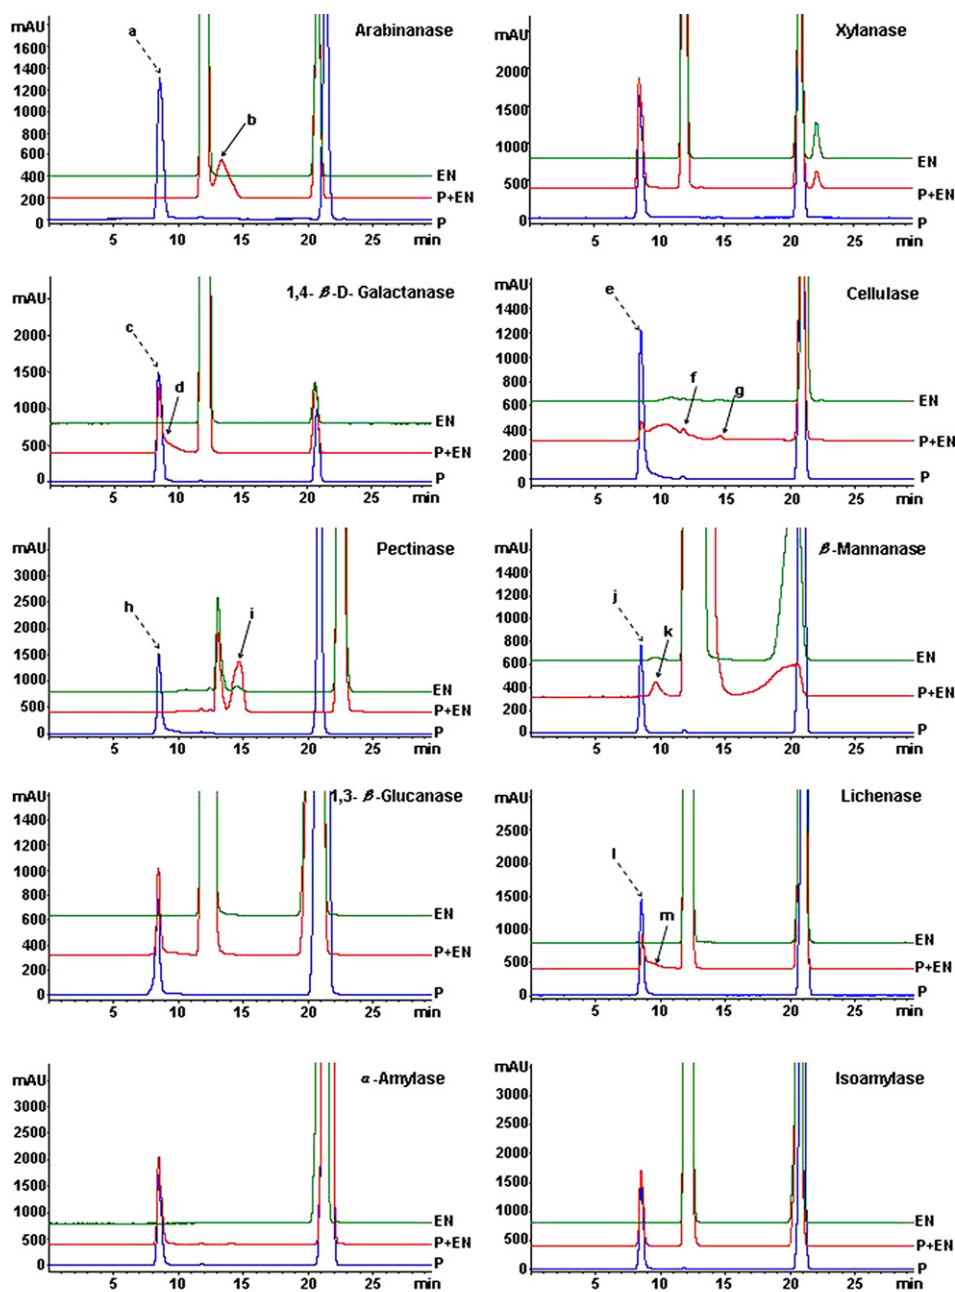 mAU
Arabinanase
a
b
1600
1400
1200
1000
800
600
400
200
0
EN
P+EN
P
5 10 15 20 25 min
mAU
Xylanase
2000
1500
1000
500
0
EN
P+EN
P
5 10 15 20 25 min
mAU
1,4- β-D- Galactanase
c
d
2000
1500
1000
500
0
EN
P+EN
P
5 10 15 20 25 min
mAU
Cellulase
e
f
g
1200
1000
800
600
400
200
0
EN
P+EN
P
5 10 15 20 25 min
mAU
Pectinase
h
i
3000
2500
2000
1500
1000
500
0
EN
P+EN
P
5 10 15 20 25 min
mAU
β-Mannanase
j
k
1400
1200
1000
800
600
400
200
0
EN
P+EN
P
5 10 15 20 25 min
mAU
1,3- β-Glucanase
1400
1200
1000
800
600
400
200
0
EN
P+EN
P
5 10 15 20 25 min
mAU
Lichenase
l
m
2500
2000
1500
1000
500
0
EN
P+EN
P
5 10 15 20 25 min
mAU
α-Amylase
3000
2500
2000
1500
1000
500
0
EN
P+EN
P
5 10 15 20 25 min
mAU
Isoamylase
3000
2500
2000
1500
1000
500
0
EN
P+EN
P
5 10 15 20 25 min